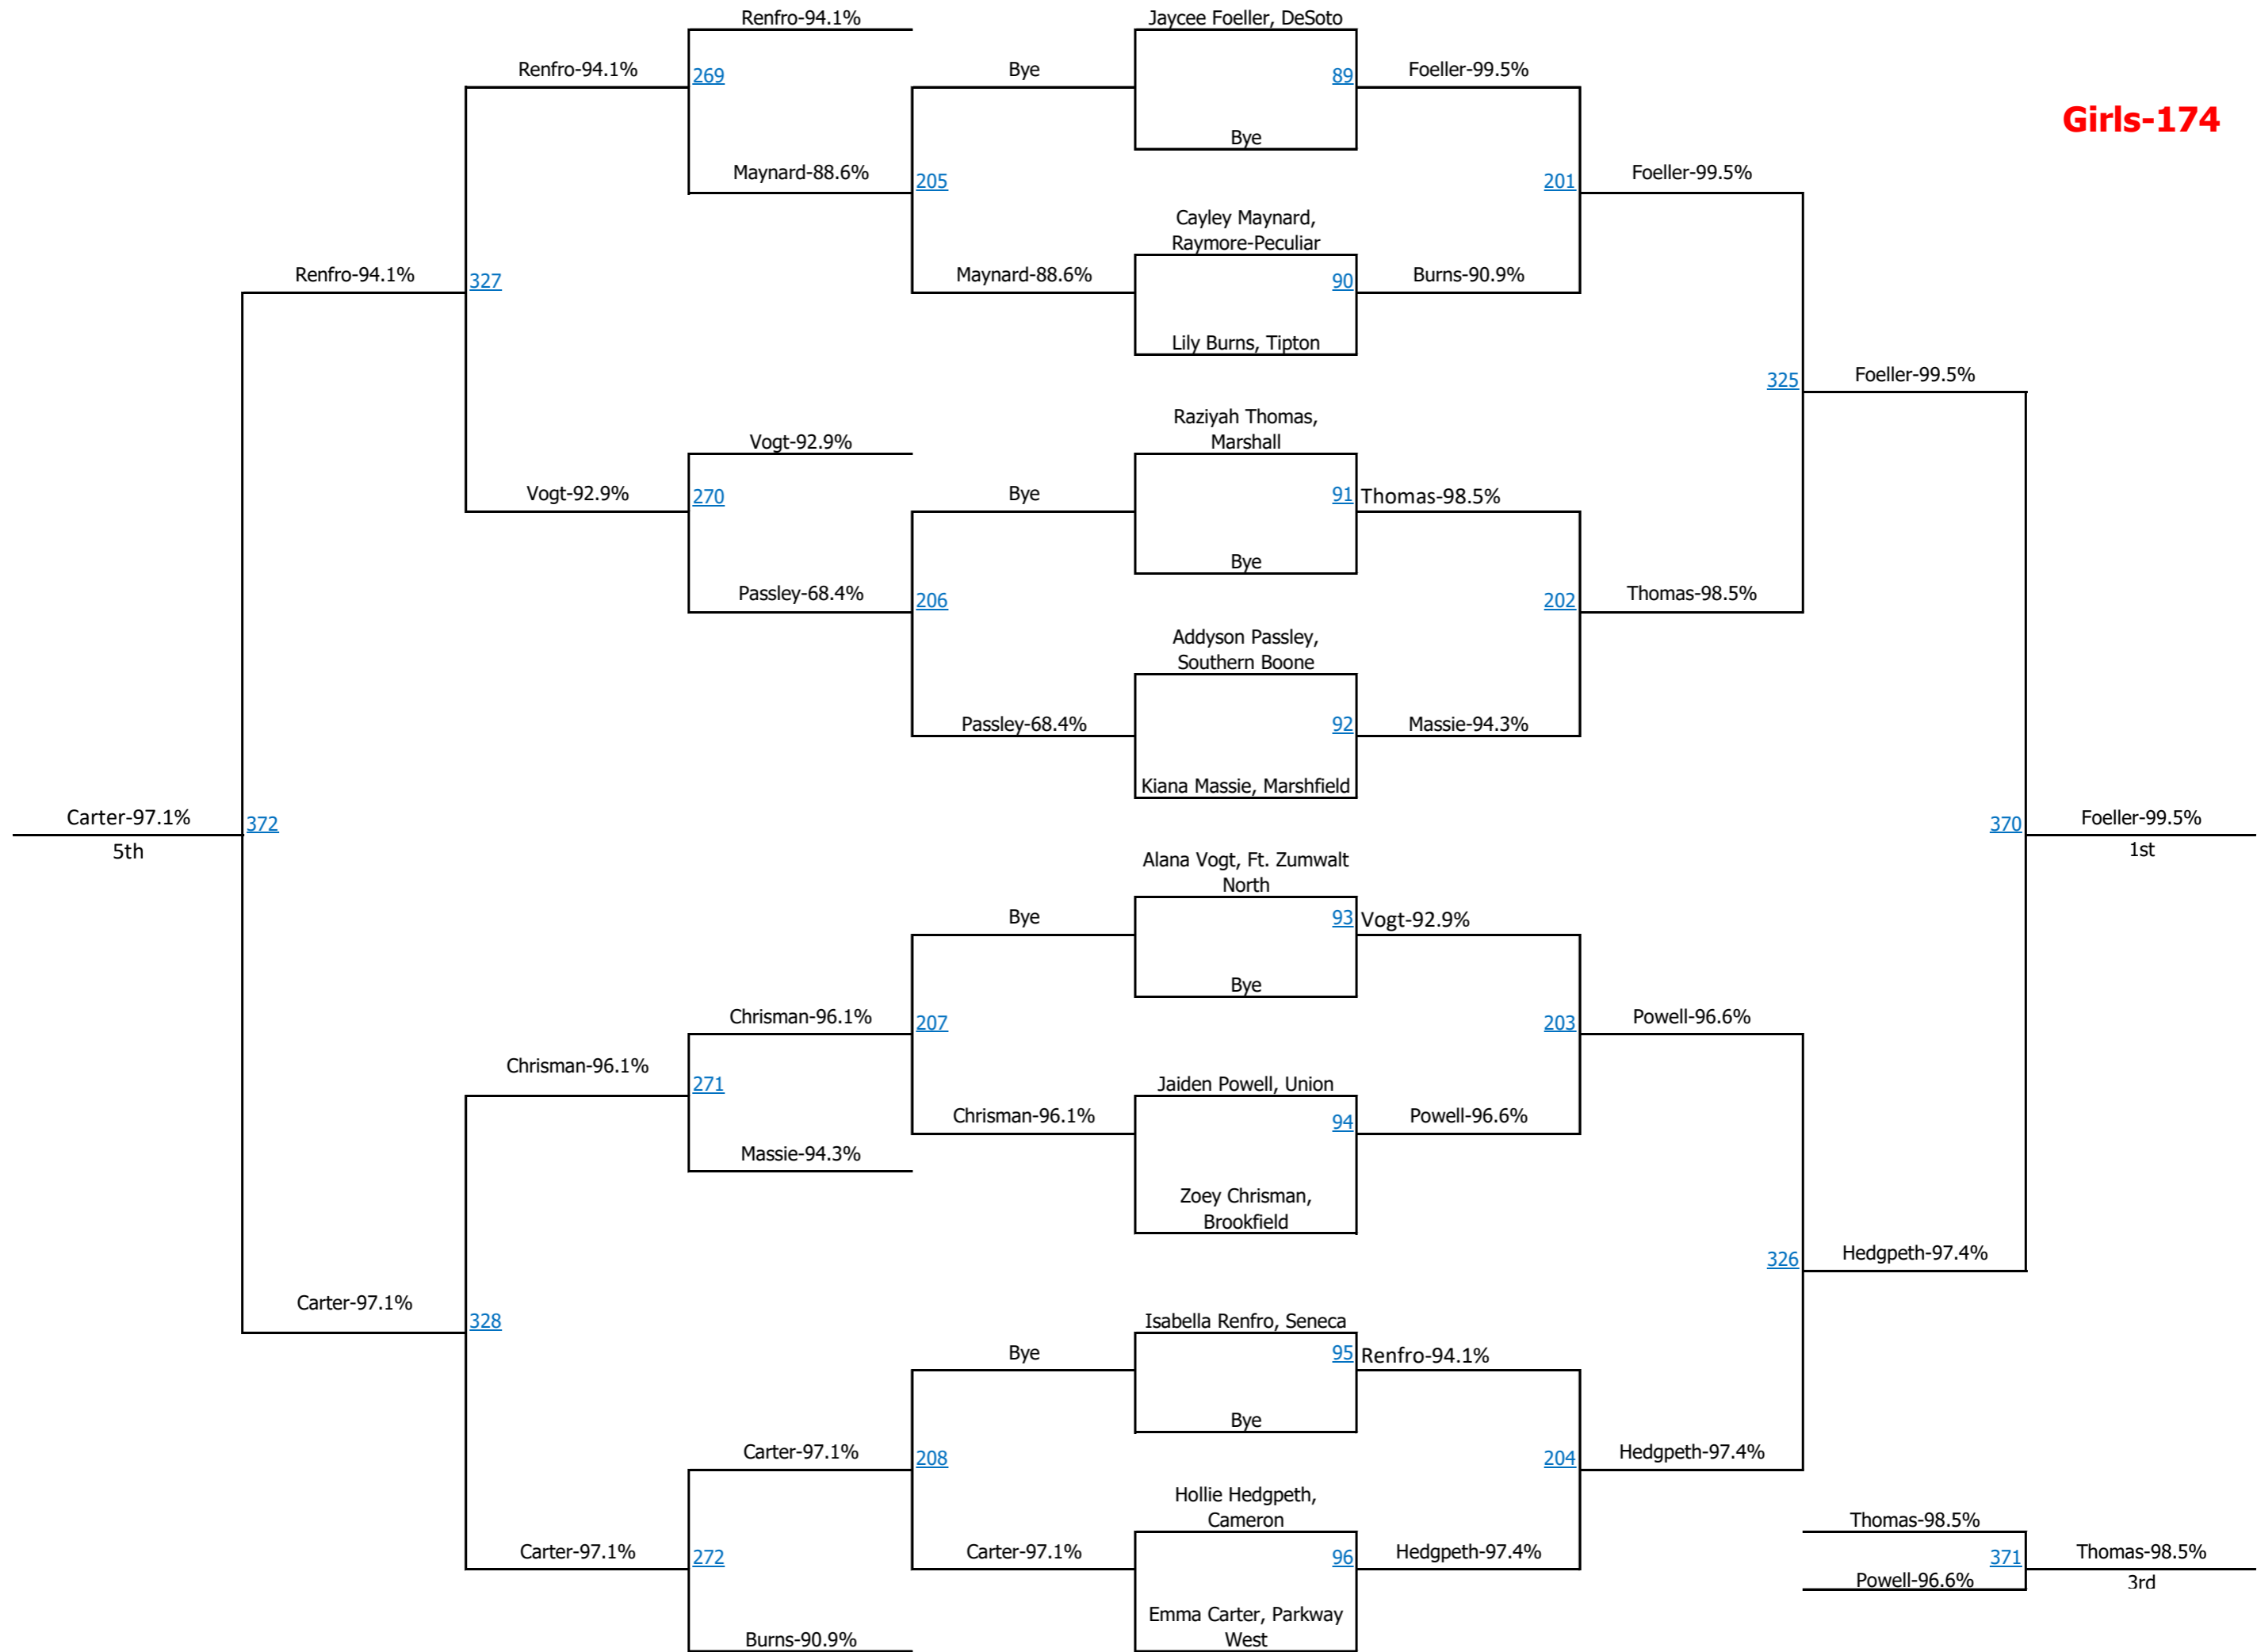 Renfro-94.1%
Jaycee Foeller, DeSoto
Renfro-94.1%
269
Bye
89
Foeller-99.5%
Girls-174
Bye
Maynard-88.6%
205
201
Foeller-99.5%
Cayley Maynard,
Raymore-Peculiar
Renfro-94.1%
327
Maynard-88.6%
90
Burns-90.9%
Lily Burns, Tipton
325
Foeller-99.5%
Raziyah Thomas,
Marshall
Vogt-92.9%
Vogt-92.9%
270
Bye
91
Thomas-98.5%
Bye
Passley-68.4%
206
202
Thomas-98.5%
Addyson Passley,
Southern Boone
Passley-68.4%
92
Massie-94.3%
Kiana Massie, Marshfield
Carter-97.1%
372
5th
370
Foeller-99.5%
1st
Alana Vogt, Ft. Zumwalt
North
Bye
93
Vogt-92.9%
Bye
Chrisman-96.1%
207
203
Powell-96.6%
Chrisman-96.1%
271
Jaiden Powell, Union
Chrisman-96.1%
94
Powell-96.6%
Massie-94.3%
Zoey Chrisman,
Brookfield
326
Hedgpeth-97.4%
Carter-97.1%
328
Isabella Renfro, Seneca
Bye
95
Renfro-94.1%
Bye
Carter-97.1%
208
204
Hedgpeth-97.4%
Hollie Hedgpeth,
Cameron
Thomas-98.5%
Carter-97.1%
272
Carter-97.1%
96
Hedgpeth-97.4%
371
Thomas-98.5%
Powell-96.6%
3rd
Emma Carter, Parkway
West
Burns-90.9%